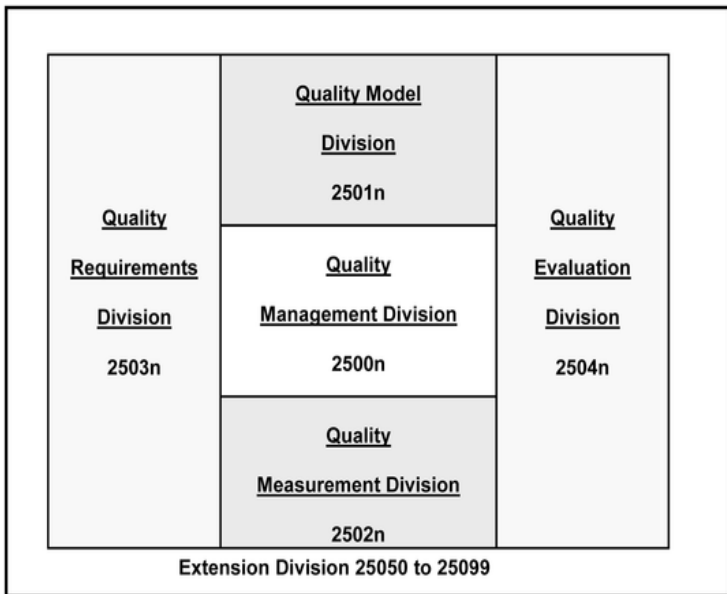 Quality Model
Division
2501n
Quality
Requirements
Division
2503n
Quality
Management Division
2500n
Quality
Evaluation
Division
2504n
Quality
Measurement Division
2502n
Extension Division 25050 to 25099